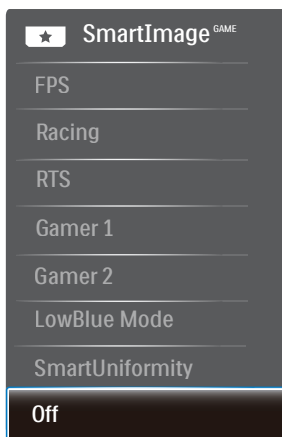 SmartImage GAME
FPS
Racing
RTS
Gamer 1
Gamer 2
LowBlue Mode
SmartUniformity
Off